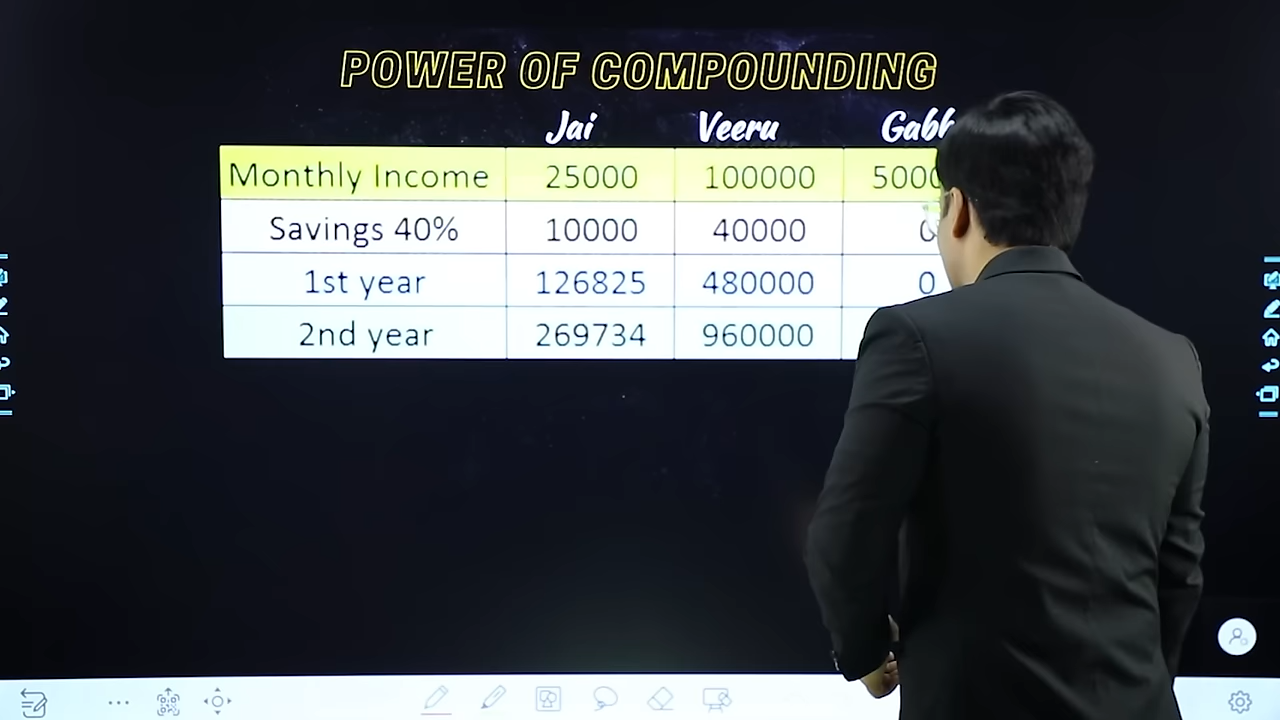 POWER OF COMPOUNDING
Jai Veeru
Monthly Income 25000 100000
Savings 40% 10000 40000
1st year 126825 480000 0
2nd year 269734 960000